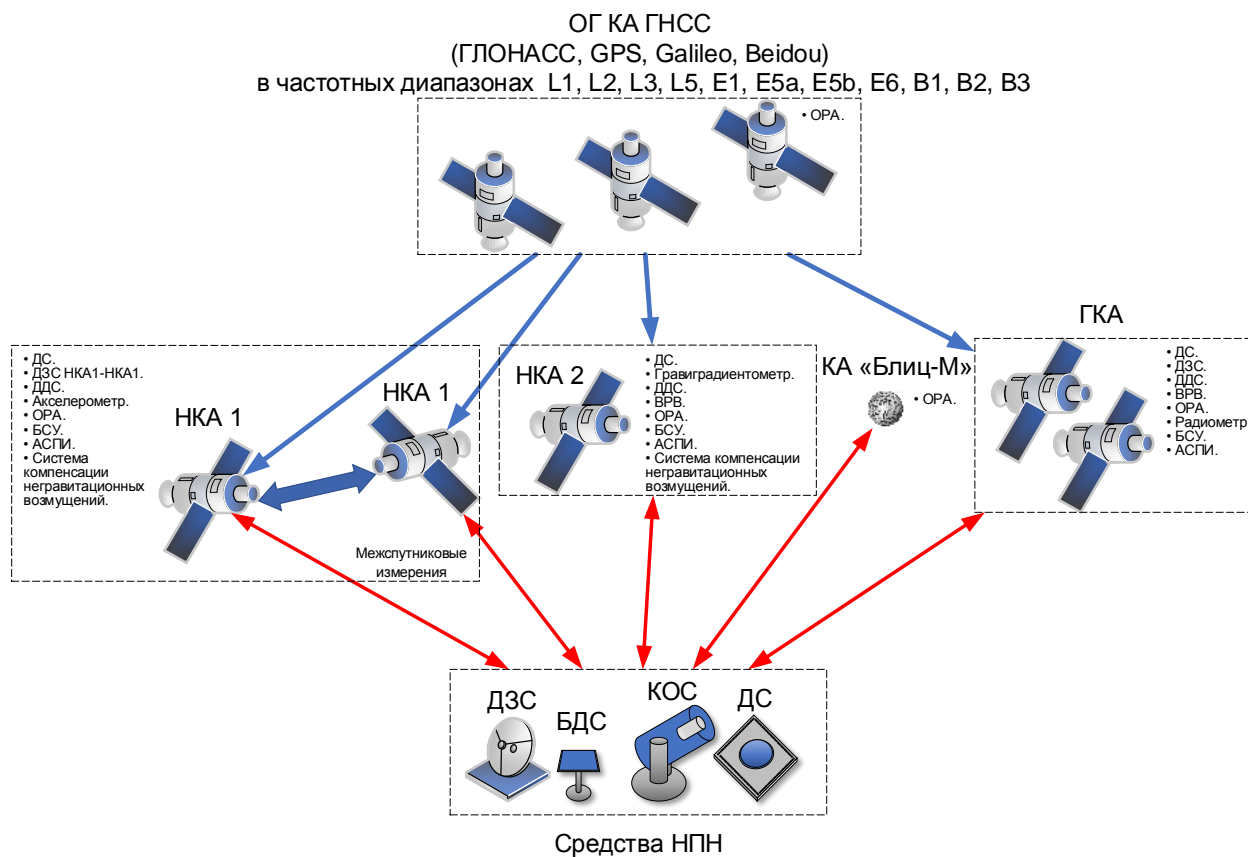 ОГ КА ГНСС
(ГЛОНАСС, GPS, Galileo, Beidou)
в частотных диапазонах L1, L2, L3, L5, E1, E5a, E5b, E6, B1, B2, B3
• ОРА.
• ДС.
• ДЗС НКА1-НКА1.
• ДДС.
• Акселерометр.
• ОРА.
• БСУ.
• АСПИ.
• Система
компенсации
негравитационных
возмущений.
НКА 1
НКА 1
Межспутниковые
измерения
НКА 2
• ДС.
• Гравиградиентометр.
• ДДС.
• ВРВ.
• ОРА.
• БСУ.
• АСПИ.
• Система компенсации
негравитационных
возмущений.
КА «Блиц-М»
• ОРА.
ГКА
• ДС.
• ДЗС.
• ДДС.
• ВРВ.
• ОРА.
• Радиометр
• БСУ.
• АСПИ.
ДЗС
БДС
КОС
ДС
Средства НПН